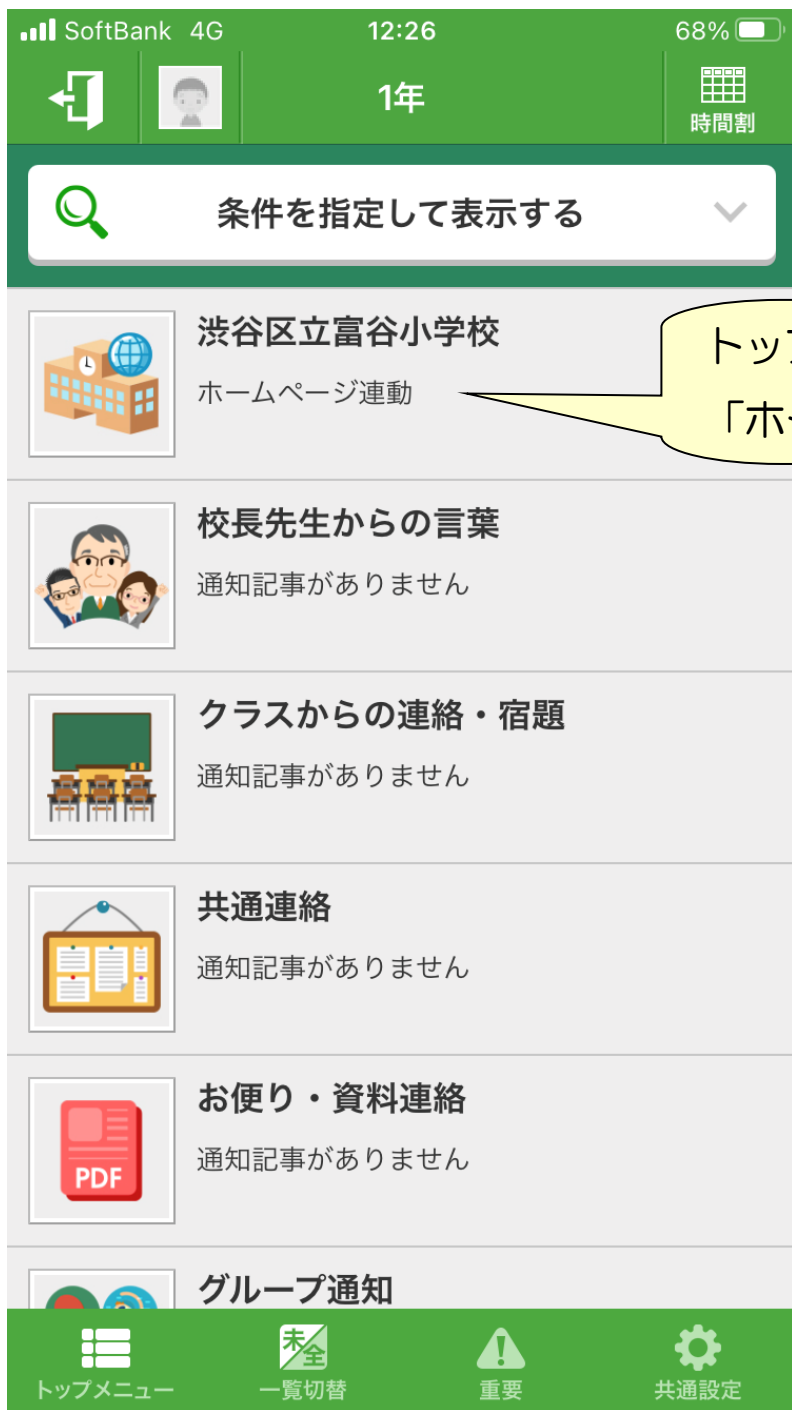 SoftBank 4G 12:26 68%
1年
時間割
条件を指定して表示する
渋谷区立富谷小学校
ホームページ連動
トップ
「ホー
校長先生からの言葉
通知記事がありません
クラスからの連絡・宿題
通知記事がありません
共通連絡
通知記事がありません
お便り・資料連絡
通知記事がありません
PDF
グループ通知
未全
トップメニュー 一覧切替 重要 共通設定